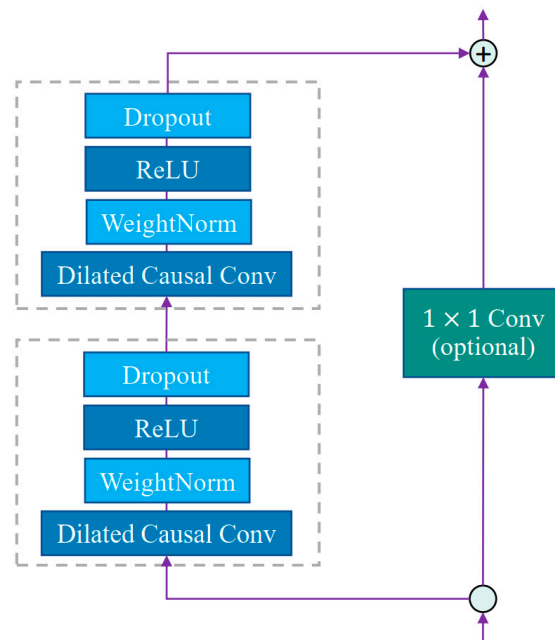 +
Dropout
ReLU
WeightNorm
Dilated Causal Conv
1 × 1 Conv
(optional)
Dropout
ReLU
WeightNorm
Dilated Causal Conv